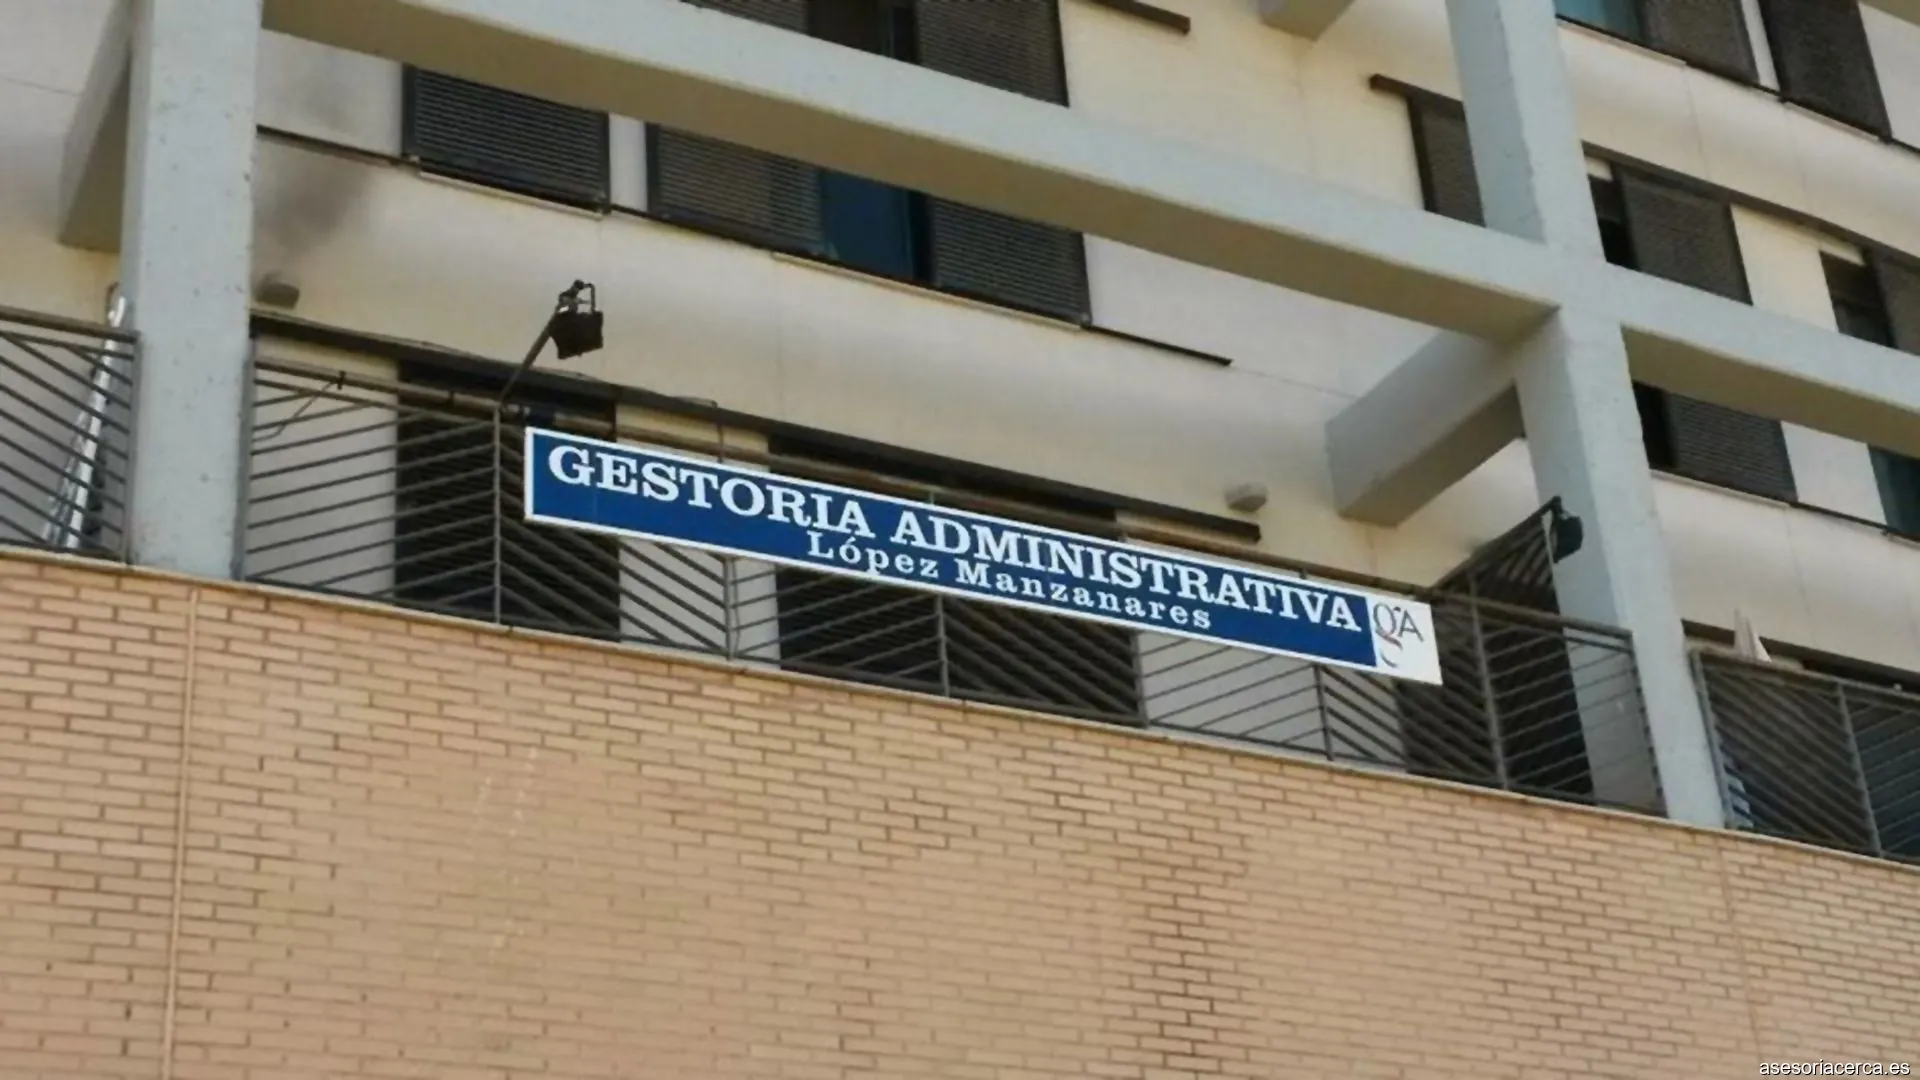 GESTORIA ADMINISTRATIVA
López Manzanares
gA
asesoriacerca.es